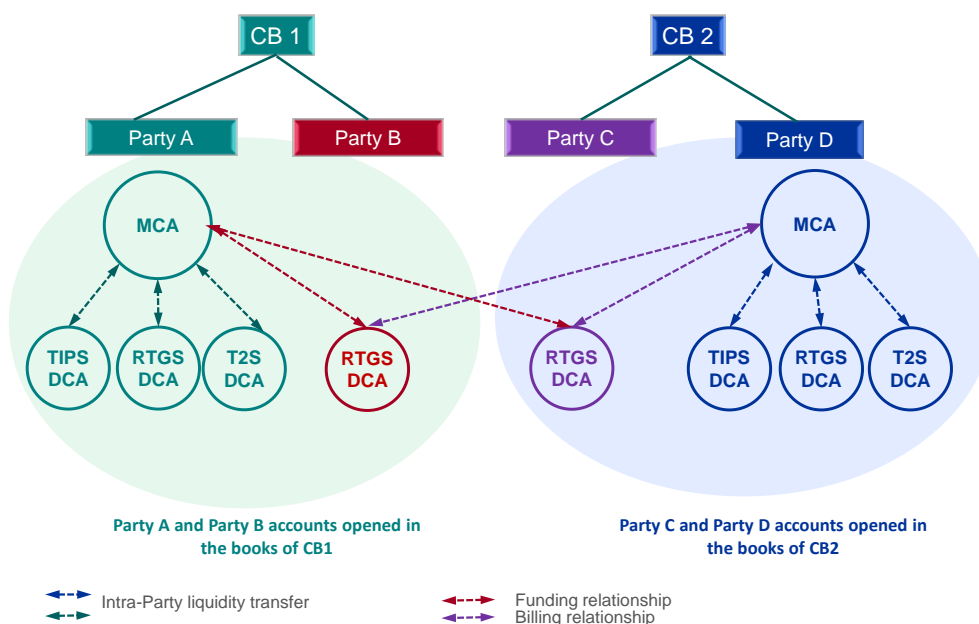 CB 1
CB 2
Party A
Party B
Party C
Party D
MCA
MCA
TIPS
DCA
RTGS
DCA
T2S
DCA
RTGS
DCA
RTGS
DCA
TIPS
DCA
RTGS
DCA
T2S
DCA
Party A and Party B accounts opened in
the books of CB1
Party C and Party D accounts opened in
the books of CB2
Intra-Party liquidity transfer
Funding relationship
Billing relationship